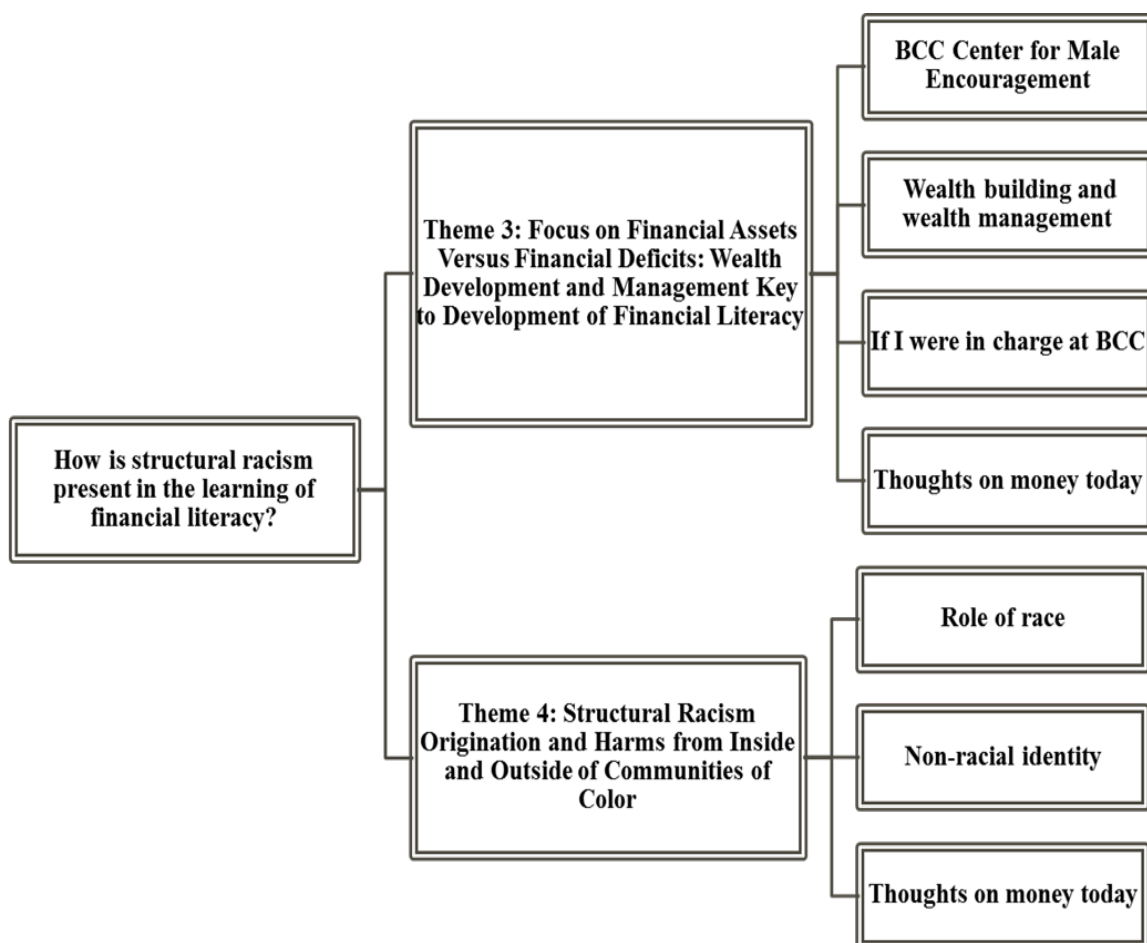 How is structural racism
present in the learning of
financial literacy?
Theme 3: Focus on Financial Assets
Versus Financial Deficits: Wealth
Development and Management Key
to Development of Financial Literacy
BCC Center for Male
Encouragement
Wealth building and
wealth management
If I were in charge at BCC
Thoughts on money today
Theme 4: Structural Racism
Origination and Harms from Inside
and Outside of Communities of
Color
Role of race
Non-racial identity
Thoughts on money today